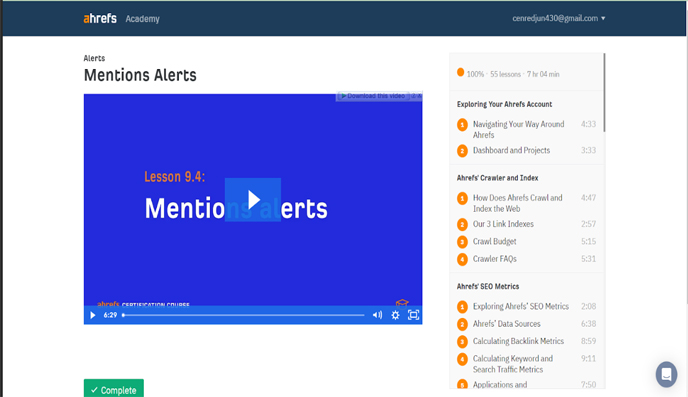 ahrefs Academy
cenredjun430@gmail.com ▼
Alerts
Mentions Alerts
Download this video
Lesson 9.4:
Mentions alerts
ahrefs CERTIFICATION COURSE
6:29
Complete
100% · 55 lessons · 7 hr 04 min
Exploring Your Ahrefs Account
1 Navigating Your Way Around 4:33
Ahrefs
2 Dashboard and Projects 3:33
Ahrefs' Crawler and Index
1 How Does Ahrefs Crawl and 4:47
Index the Web
2 Our 3 Link Indexes 2:57
3 Crawl Budget 5:15
4 Crawler FAQs 5:31
Ahrefs' SEO Metrics
1 Exploring Ahrefs' SEO Metrics 2:08
2 Ahrefs' Data Sources 6:38
3 Calculating Backlink Metrics 8:59
4 Calculating Keyword and 9:11
Search Traffic Metrics
5 Applications and 7:50